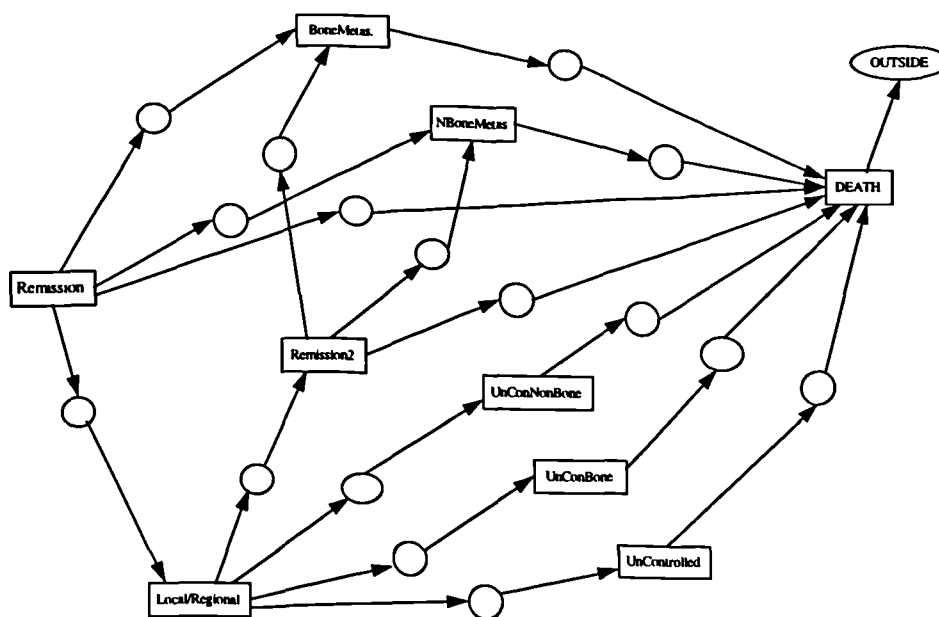 BoneMetas.
OUTSIDE
NBoneMetas
DEATH
Remission
Remission2
UnConNonBone
UnConBone
UnControlled
Local/Regional